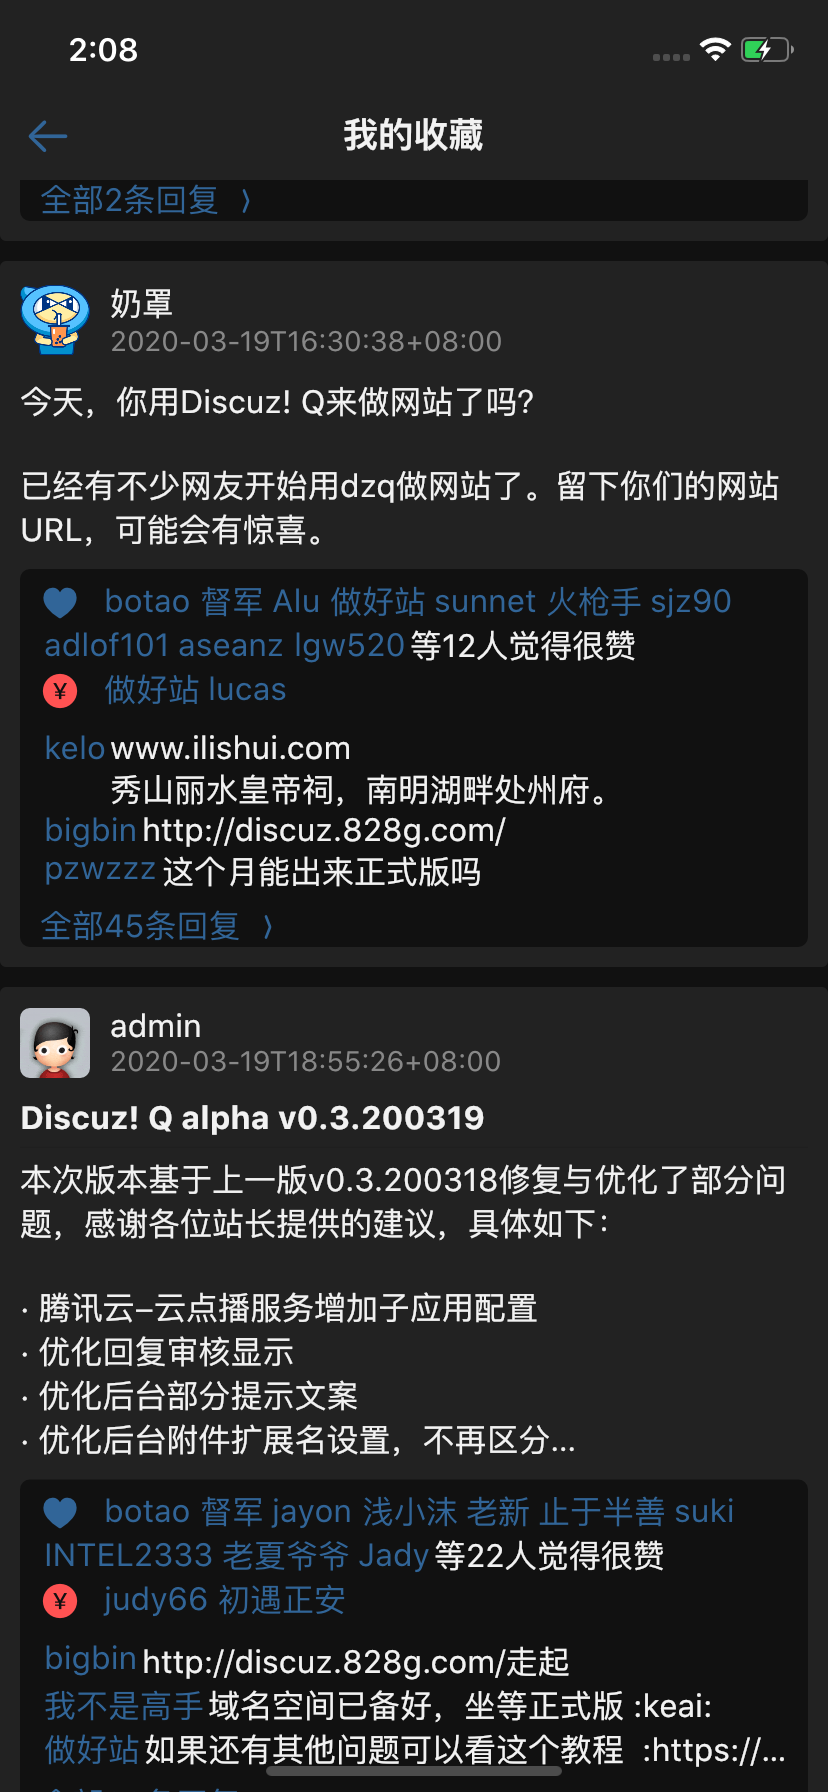 2:08
我的收藏
全部2条回复 ⟩
奶罩
2020-03-19T16:30:38+08:00
今天，你用Discuz! Q来做网站了吗?
已经有不少网友开始用dzq做网站了。留下你们的网站
URL，可能会有惊喜。
botao 督军 Alu 做好站 sunnet 火枪手 sjz90
adlof101 aseanz lgw520等12人觉得很赞
¥ 做好站 lucas
kelo www.ilishui.com
秀山丽水皇帝祠，南明湖畔处州府。
bigbin http://discuz.828g.com/
pzwzzz 这个月能出来正式版吗
全部45条回复 ⟩
admin
2020-03-19T18:55:26+08:00
Discuz! Q alpha v0.3.200319
本次版本基于上一版v0.3.200318修复与优化了部分问
题，感谢各位站长提供的建议，具体如下：
· 腾讯云–云点播服务增加子应用配置
· 优化回复审核显示
· 优化后台部分提示文案
· 优化后台附件扩展名设置，不再区分...
botao 督军 jayon 浅小沫 老新 止于半善 suki
INTEL2333 老夏爷爷 Jady等22人觉得很赞
¥ judy66 初遇正安
bigbin http://discuz.828g.com/走起
我不是高手 域名空间已备好，坐等正式版 :keai:
做好站 如果还有其他问题可以看这个教程 :https://...